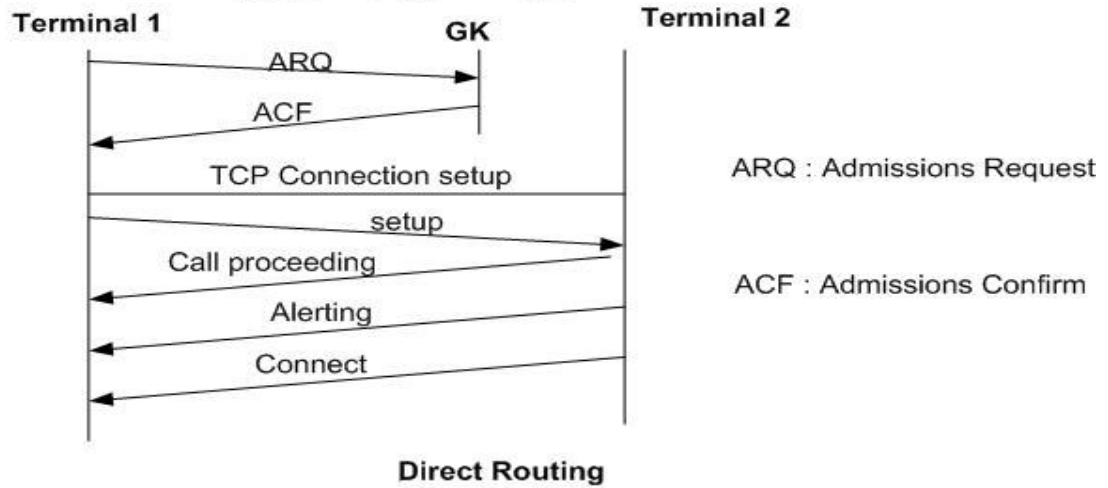 Terminal 1
GK
Terminal 2
ARQ
ACF
TCP Connection setup
ARQ : Admissions Request
setup
Call proceeding
ACF : Admissions Confirm
Alerting
Connect
Direct Routing